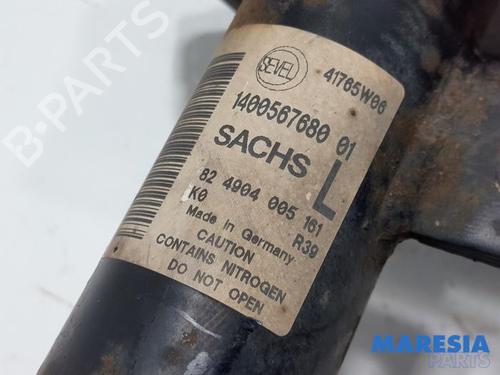 SEVEL
41765W06
1400567680 01
SACHS L
82 4904 005 161
K0 R39
Made in Germany
CAUTION
CONTAINS NITROGEN
DO NOT OPEN
B-PARTS
MARESIA
PARTS